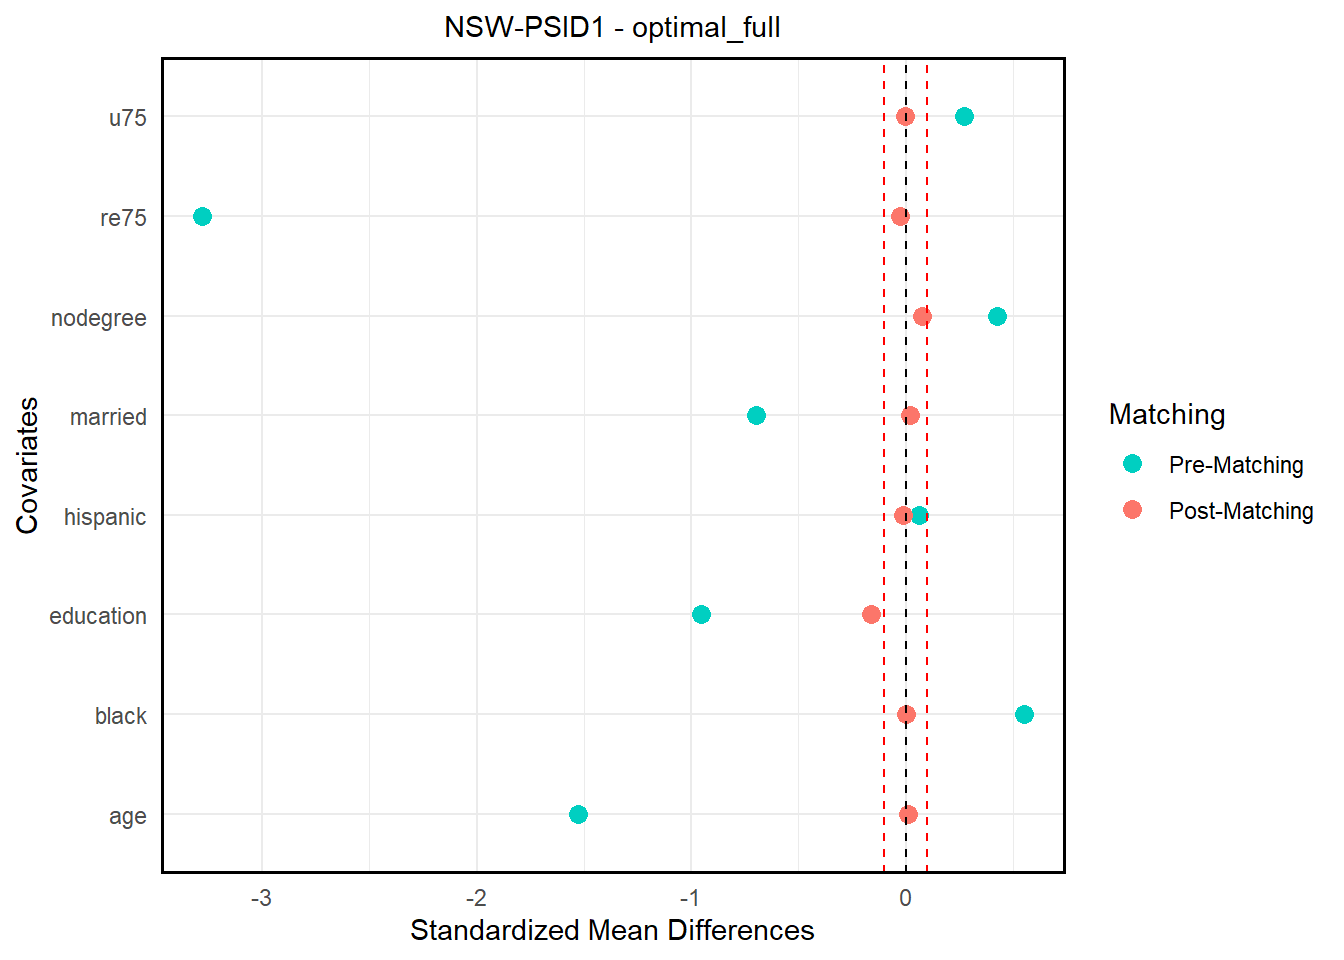 NSW-PSID1 - optimal_full
u75
re75
nodegree
married
hispanic
education
black
age
Covariates
-3
-2
-1
0
Standardized Mean Differences
Matching
Pre-Matching
Post-Matching